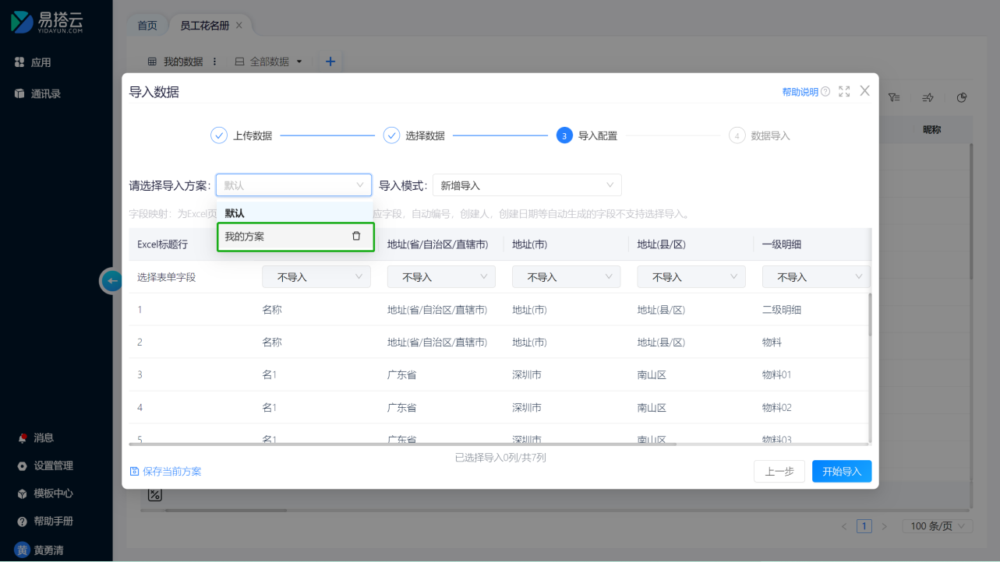 易搭云
YIDAYUN.COM
首页
员工花名册
应用
我的数据
全部数据
通讯录
导入数据
帮助说明
昵称
上传数据
选择数据
3 导入配置
4 数据导入
请选择导入方案: 默认
导入模式: 新增导入
字段映射：为Excel页
应字段，自动编号，创建人，创建日期等自动生成的字段不支持选择导入。
默认
我的方案
Excel标题行 地址(省/自治区/直辖市) 地址(市) 地址(县/区) 一级明细
选择表单字段 不导入 不导入 不导入 不导入 不导入
1 名称 地址(省/自治区/直辖市) 地址(市) 地址(县/区) 二级明细
2 名称 地址(省/自治区/直辖市) 地址(市) 地址(县/区) 物料
3 名1 广东省 深圳市 南山区 物料01
4 名1 广东省 深圳市 南山区 物料02
5 名1 广东省 深圳市 南山区 物料03
已选择导入0列/共7列
保存当前方案
上一步
开始导入
消息
设置管理
模板中心
帮助手册
黄 黄勇清
1
100 条/页